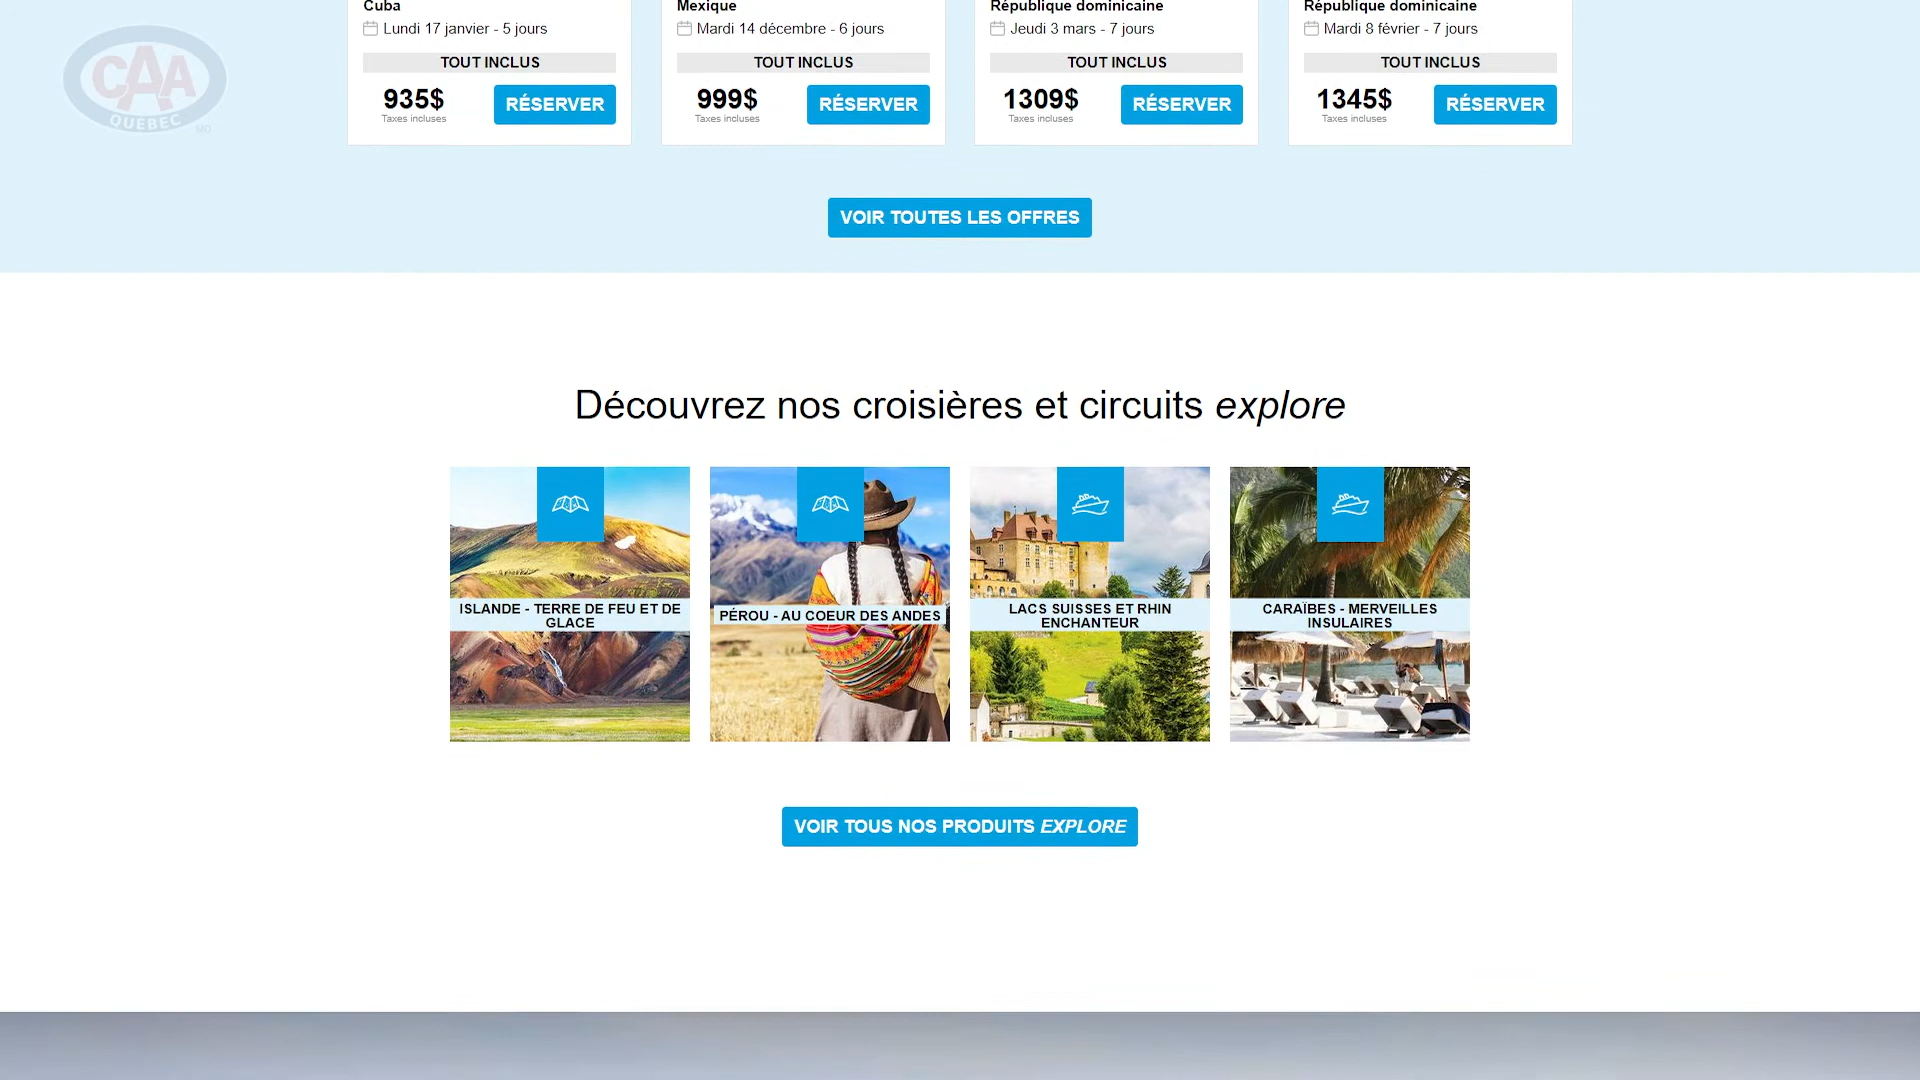 Cuba
Lundi 17 janvier - 5 jours
TOUT INCLUS
935$
Taxes incluses
RÉSERVER
Mexique
Mardi 14 décembre - 6 jours
TOUT INCLUS
999$
Taxes incluses
RÉSERVER
République dominicaine
Jeudi 3 mars - 7 jours
TOUT INCLUS
1309$
Taxes incluses
RÉSERVER
République dominicaine
Mardi 8 février - 7 jours
TOUT INCLUS
1345$
Taxes incluses
RÉSERVER
CAA
QUÉBEC
MD
VOIR TOUTES LES OFFRES
Découvrez nos croisières et circuits explore
ISLANDE - TERRE DE FEU ET DE
GLACE
PÉROU - AU COEUR DES ANDES
LACS SUISSES ET RHIN
ENCHANTEUR
CARAïBES - MERVEILLES
INSULAIRES
VOIR TOUS NOS PRODUITS EXPLORE